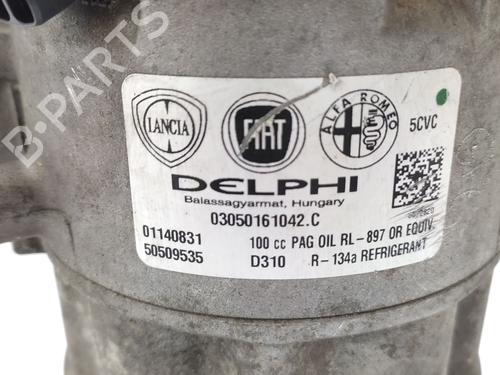 B-PARTS
LANCIA FIAT ALFA ROMEO 5CVC
DELPHI
Balassagyarmat, Hungary
03050161042.C
01140831 100 cc PAG OIL RL-897 OR EQUIV.
50509535 D310 R-134a REFRIGERANT